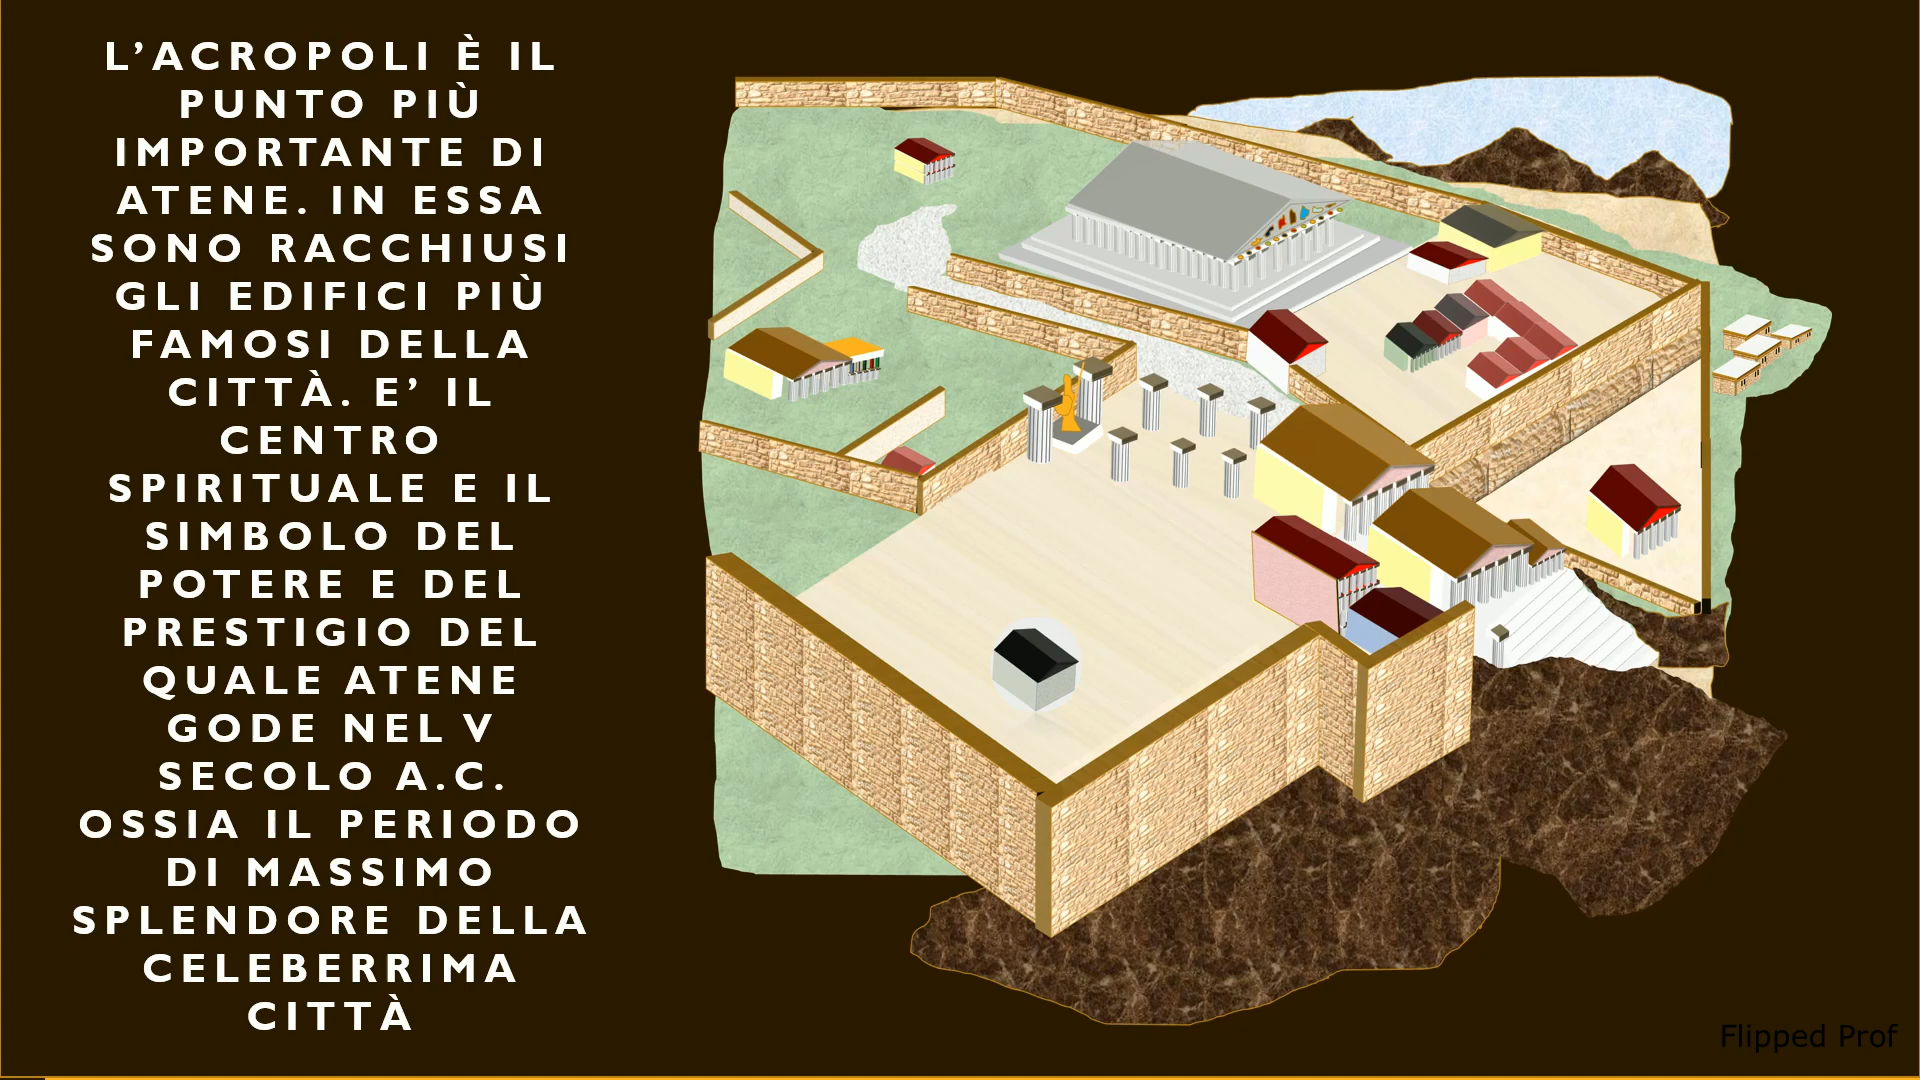 L’ACROPOLI È IL
PUNTO PIÙ
IMPORTANTE DI
ATENE. IN ESSA
SONO RACCHIUSI
GLI EDIFICI PIÙ
FAMOSI DELLA
CITTÀ. E’ IL
CENTRO
SPIRITUALE E IL
SIMBOLO DEL
POTERE E DEL
PRESTIGIO DEL
QUALE ATENE
GODE NEL V
SECOLO A.C.
OSSIA IL PERIODO
DI MASSIMO
SPLENDORE DELLA
CELEBERRIMA
CITTÀ
Flipped Prof